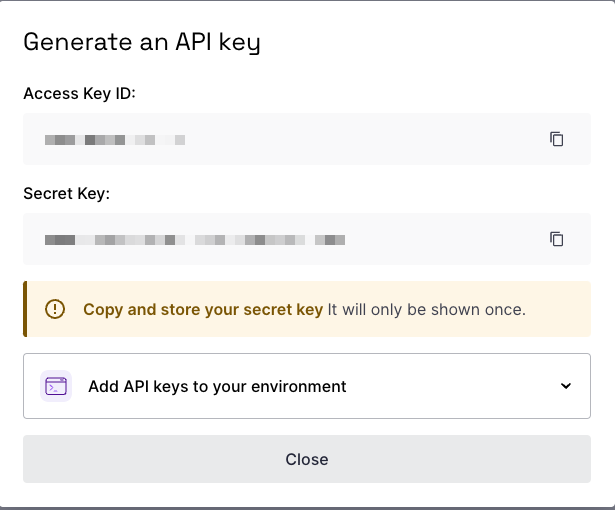 Generate an API key
Access Key ID:
Secret Key:
Copy and store your secret key It will only be shown once.
Add API keys to your environment
Close